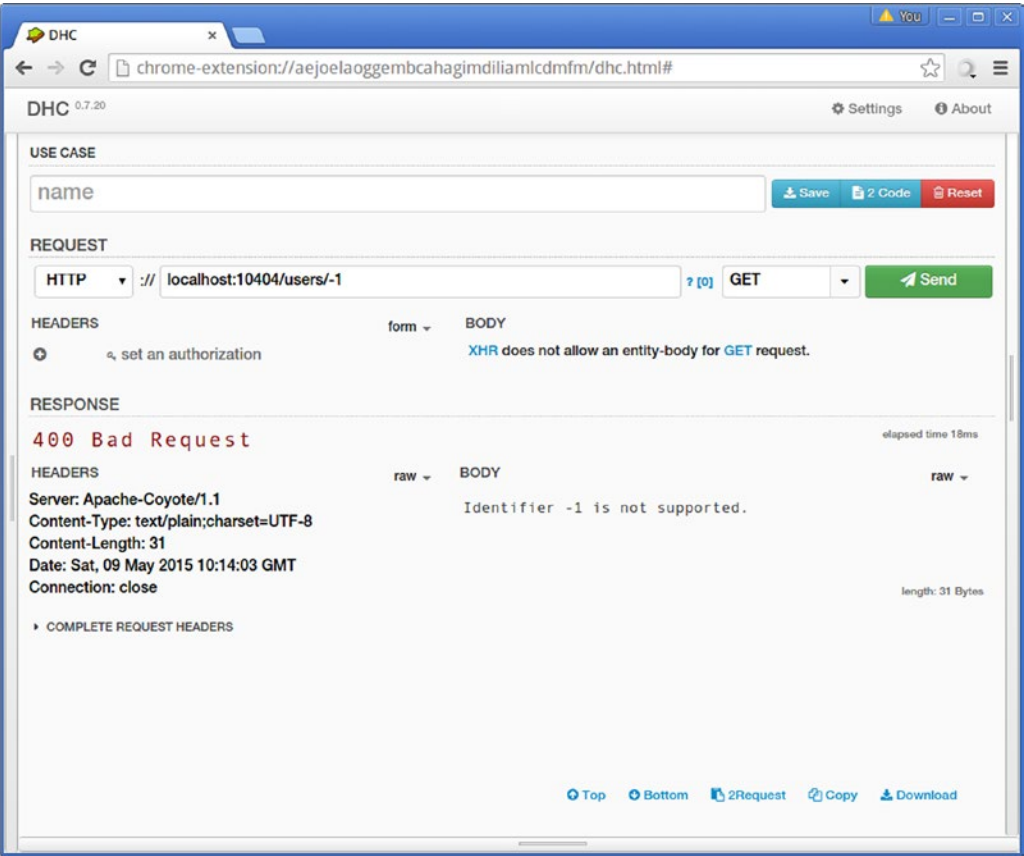 You
DHC
chrome-extension://aejoelaoggembcahagimdiliamlcdmfm/dhc.html#
DHC 0.7.20 Settings About
USE CASE
name Save 2 Code Reset
REQUEST
HTTP :// localhost:10404/users/-1 ? [0] GET Send
HEADERS form BODY
set an authorization XHR does not allow an entity-body for GET request.
RESPONSE
400 Bad Request elapsed time 18ms
HEADERS raw BODY raw
Server: Apache-Coyote/1.1
Identifier -1 is not supported.
Content-Type: text/plain;charset=UTF-8
Content-Length: 31
Date: Sat, 09 May 2015 10:14:03 GMT
Connection: close length: 31 Bytes
COMPLETE REQUEST HEADERS
Top Bottom 2Request Copy Download